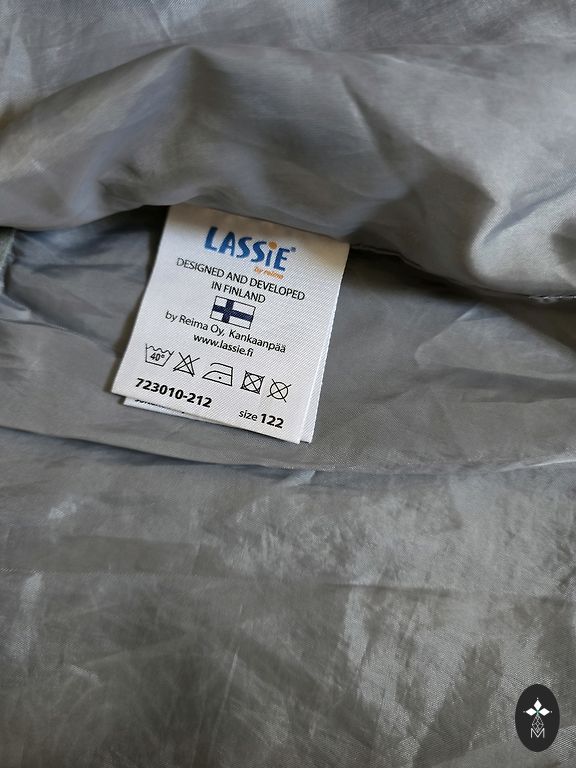 LASSiE®
by reima
DESIGNED AND DEVELOPED
IN FINLAND
by Reima Oy, Kankaanpää
www.lassie.fi
40°
723010-212
size 122
M